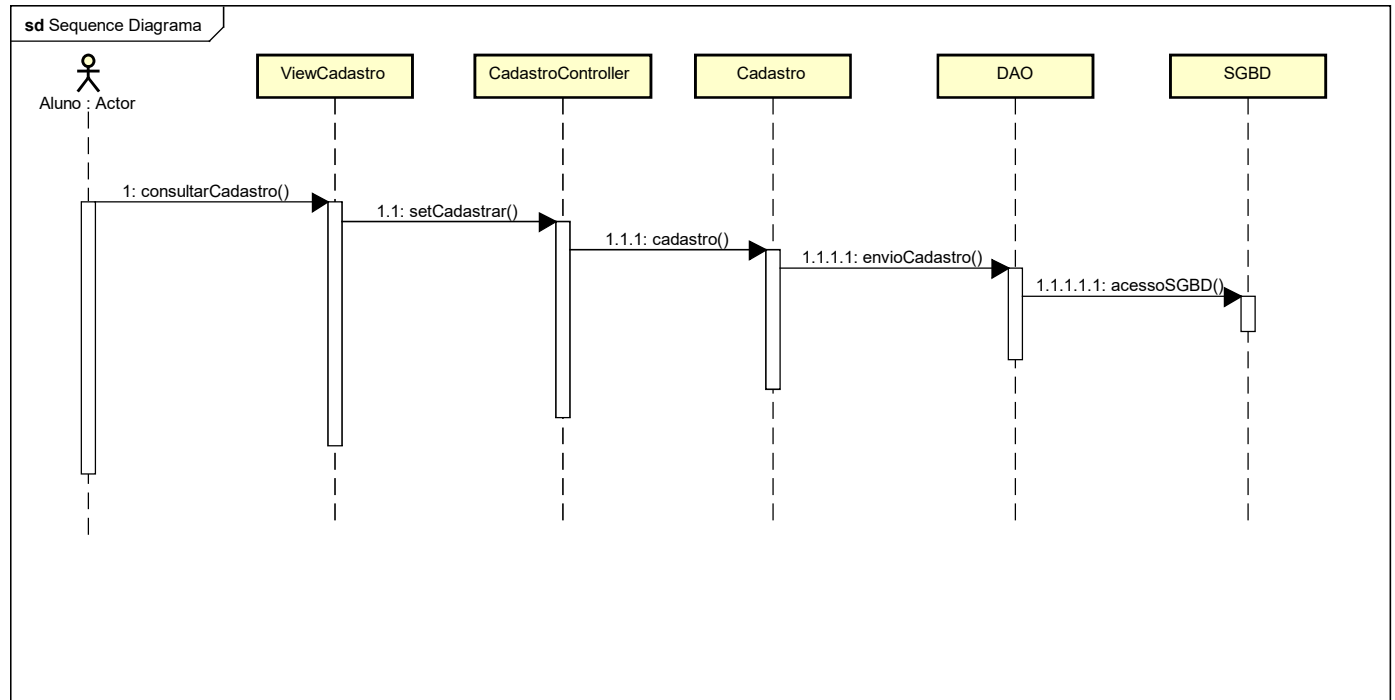 sd Sequence Diagrama
Aluno : Actor
ViewCadastro
CadastroController
Cadastro
DAO
SGBD
1: consultarCadastro()
1.1: setCadastrar()
1.1.1: cadastro()
1.1.1.1: envioCadastro()
1.1.1.1.1: acessoSGBD()